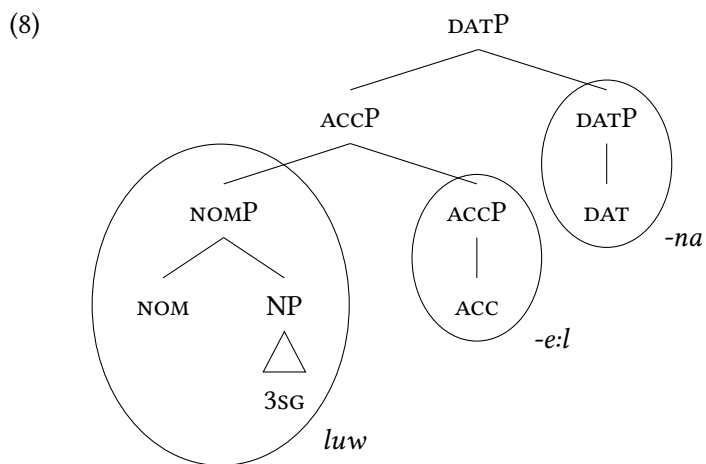 (8)
DATP
ACCP DATP
NOMP ACCP DAT
-na
NOM NP ACC
-e:l
3SG
luw